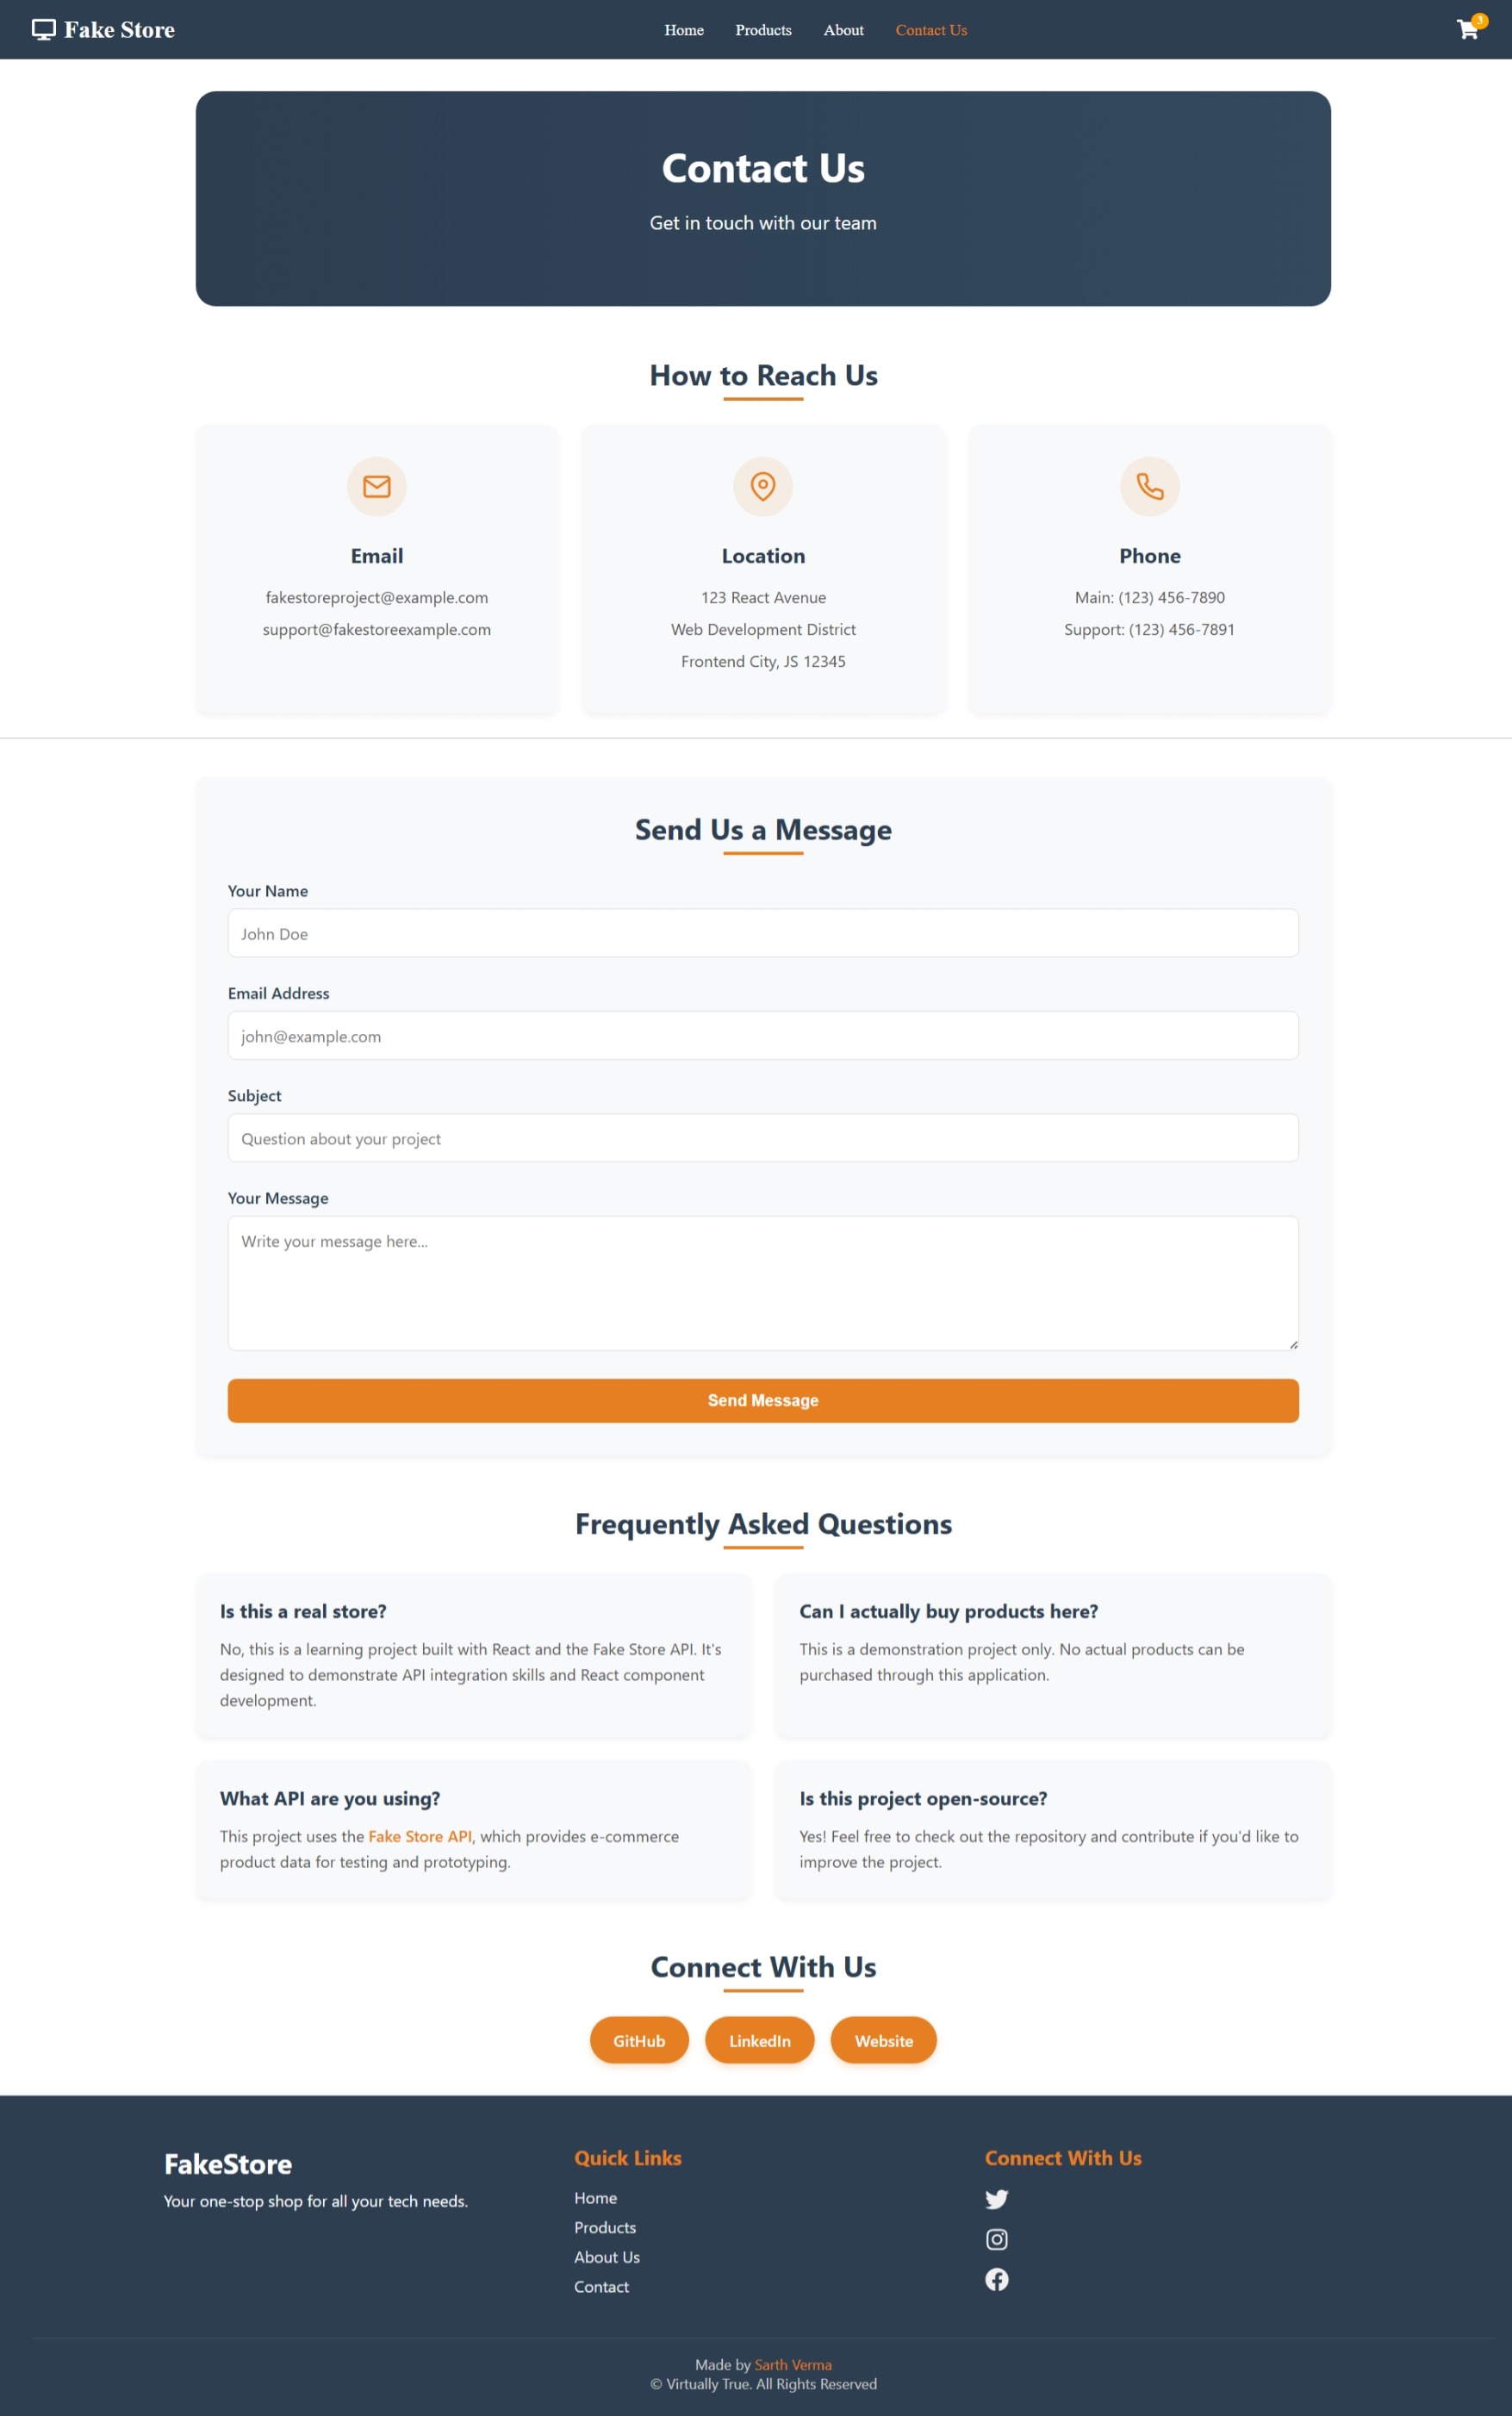 Fake Store
Home
Products
About
Contact Us
3
Contact Us
Get in touch with our team
How to Reach Us
Email
fakestoreproject@example.com
support@fakestoreexample.com
Location
123 React Avenue
Web Development District
Frontend City, JS 12345
Phone
Main: (123) 456-7890
Support: (123) 456-7891
Send Us a Message
Your Name
John Doe
Email Address
john@example.com
Subject
Question about your project
Your Message
Write your message here...
Send Message
Frequently Asked Questions
Is this a real store?
No, this is a learning project built with React and the Fake Store API. It's
designed to demonstrate API integration skills and React component
development.
Can I actually buy products here?
This is a demonstration project only. No actual products can be
purchased through this application.
What API are you using?
This project uses the Fake Store API, which provides e-commerce
product data for testing and prototyping.
Is this project open-source?
Yes! Feel free to check out the repository and contribute if you'd like to
improve the project.
Connect With Us
GitHub
LinkedIn
Website
FakeStore
Your one-stop shop for all your tech needs.
Quick Links
Home
Products
About Us
Contact
Connect With Us
Made by Sarth Verma
© Virtually True. All Rights Reserved